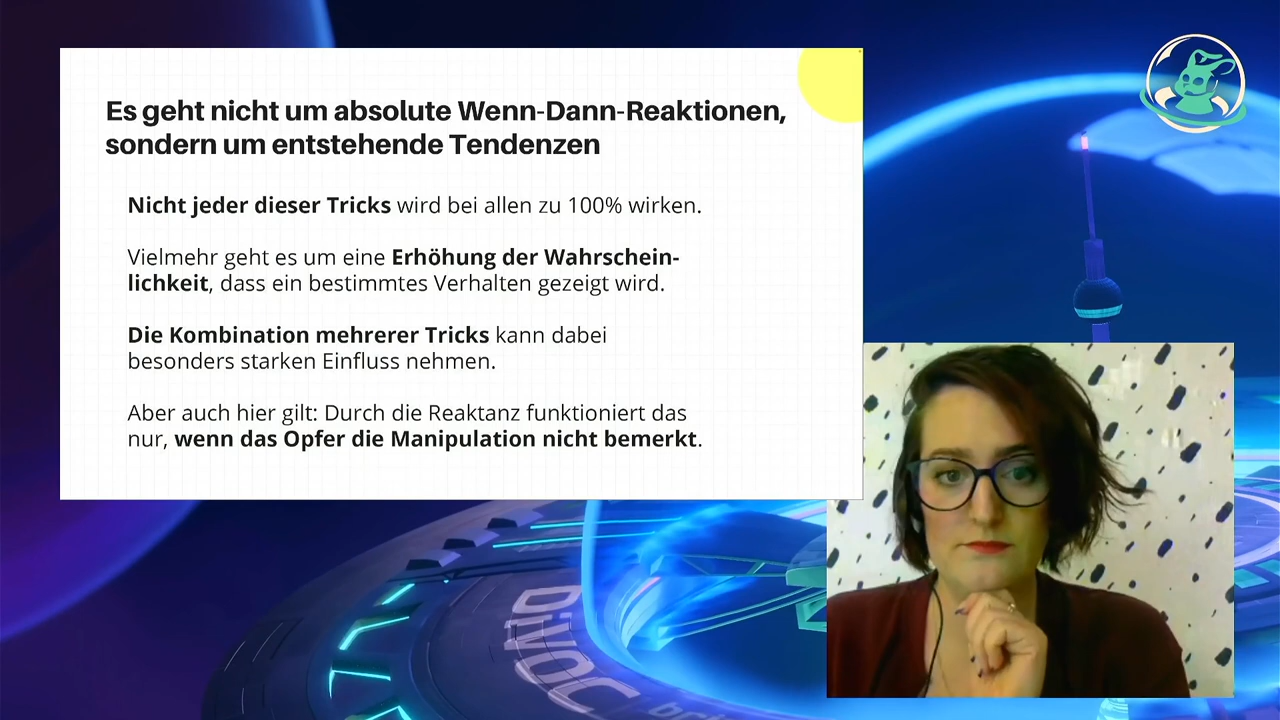 Es geht nicht um absolute Wenn-Dann-Reaktionen,
sondern um entstehende Tendenzen
Nicht jeder dieser Tricks wird bei allen zu 100% wirken.
Vielmehr geht es um eine Erhöhung der Wahrschein-
lichkeit, dass ein bestimmtes Verhalten gezeigt wird.
Die Kombination mehrerer Tricks kann dabei
besonders starken Einfluss nehmen.
Aber auch hier gilt: Durch die Reaktanz funktioniert das
nur, wenn das Opfer die Manipulation nicht bemerkt.